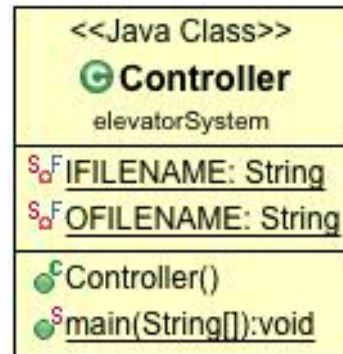 <<Java Class>>
C Controller
elevatorSystem
S F IFILENAME: String
S F OFILENAME: String
C Controller()
S main(String[]):void